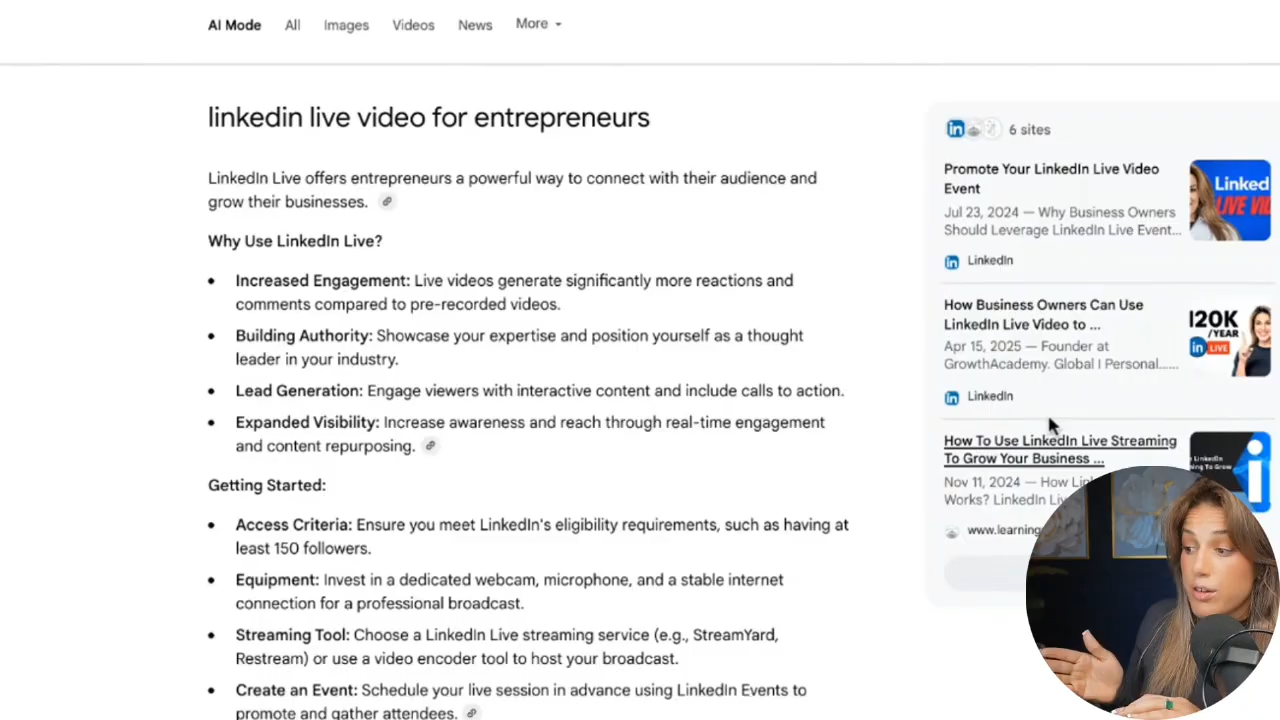 AI Mode All Images Videos News More
linkedin live video for entrepreneurs
LinkedIn Live offers entrepreneurs a powerful way to connect with their audience and
grow their businesses.
Why Use LinkedIn Live?
• Increased Engagement: Live videos generate significantly more reactions and
comments compared to pre-recorded videos.
• Building Authority: Showcase your expertise and position yourself as a thought
leader in your industry.
• Lead Generation: Engage viewers with interactive content and include calls to action.
• Expanded Visibility: Increase awareness and reach through real-time engagement
and content repurposing.
Getting Started:
• Access Criteria: Ensure you meet LinkedIn's eligibility requirements, such as having at
least 150 followers.
• Equipment: Invest in a dedicated webcam, microphone, and a stable internet
connection for a professional broadcast.
• Streaming Tool: Choose a LinkedIn Live streaming service (e.g., StreamYard,
Restream) or use a video encoder tool to host your broadcast.
• Create an Event: Schedule your live session in advance using LinkedIn Events to
promote and gather attendees.
in 6 sites
Promote Your LinkedIn Live Video
Event
Jul 23, 2024 — Why Business Owners
Should Leverage LinkedIn Live Event...
in LinkedIn
Linked
LIVE VID
How Business Owners Can Use
LinkedIn Live Video to ...
Apr 15, 2025 — Founder at
GrowthAcademy. Global I Personal......
in LinkedIn
120K
/YEAR
in LIVE
How To Use LinkedIn Live Streaming
To Grow Your Business ...
Nov 11, 2024 — How
Works? LinkedIn
www.learning